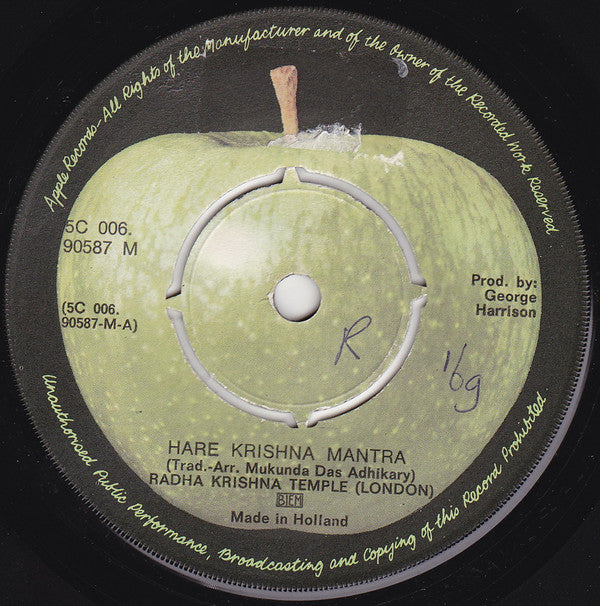 Apple Records-All Rights of the Manufacturer and of the Owner of the Recorded Work Reserved
5C 006.
90587 M
(5C 006.
90587-M-A)
Prod. by:
George
Harrison
R
'69
HARE KRISHNA MANTRA
(Trad.-Arr. Mukunda Das Adhikary)
RADHA KRISHNA TEMPLE (LONDON)
BIEM
Made in Holland
Unauthorised Public Performance, Broadcasting and Copying of this Record Prohibited